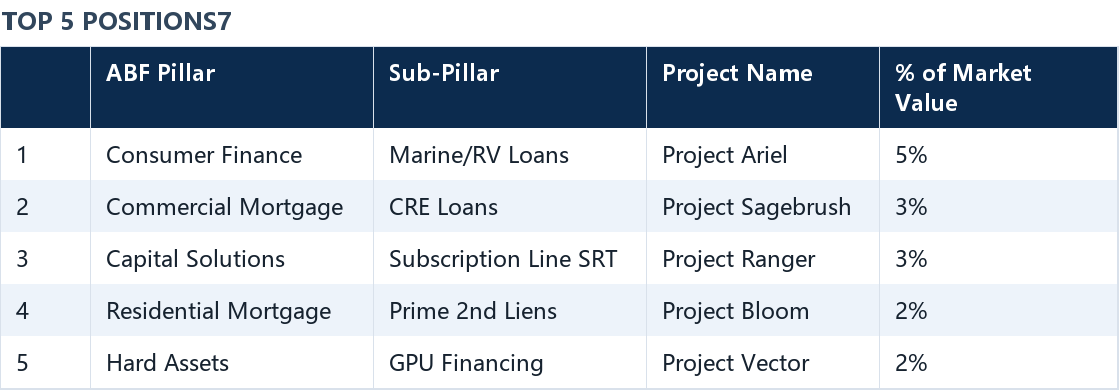 TOP 5 POSITIONS7
ABF Pillar Sub-Pillar Project Name % of Market
Value
1 Consumer Finance Marine/RV Loans Project Ariel 5%
2 Commercial Mortgage CRE Loans Project Sagebrush 3%
3 Capital Solutions Subscription Line SRT Project Ranger 3%
4 Residential Mortgage Prime 2nd Liens Project Bloom 2%
5 Hard Assets GPU Financing Project Vector 2%